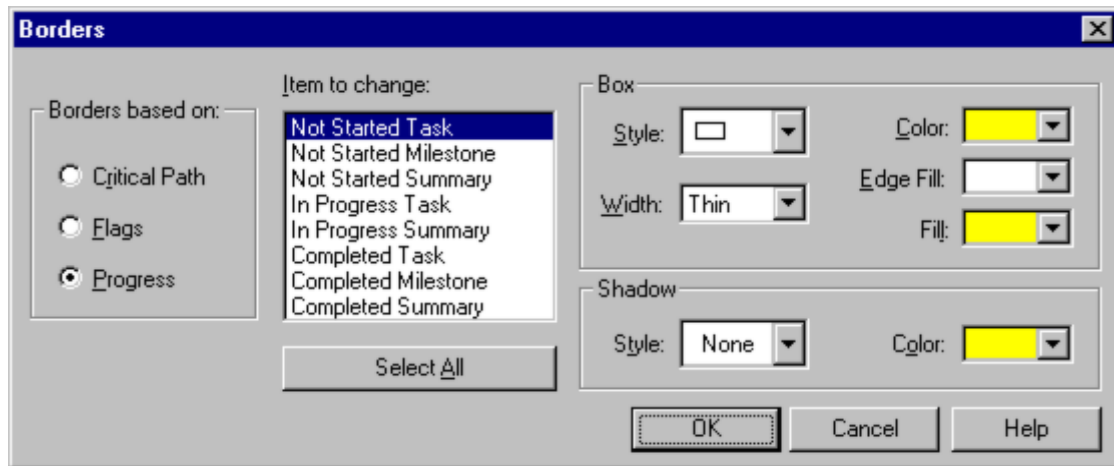 Borders
Borders based on:
Critical Path
Flags
Progress
Item to change:
Not Started Task
Not Started Milestone
Not Started Summary
In Progress Task
In Progress Summary
Completed Task
Completed Milestone
Completed Summary
Select All
Box
Style:
Width: Thin
Color:
Edge Fill:
Fill:
Shadow
Style: None
Color:
OK Cancel Help